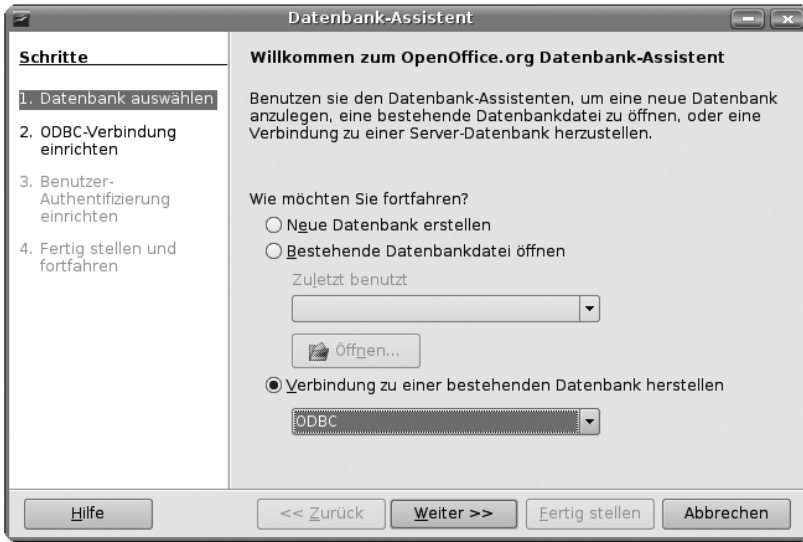 Datenbank-Assistent
Schritte
1. Datenbank auswählen
2. ODBC-Verbindung
einrichten
3. Benutzer-
Authentifizierung
einrichten
4. Fertig stellen und
fortfahren
Willkommen zum OpenOffice.org Datenbank-Assistent
Benutzen sie den Datenbank-Assistenten, um eine neue Datenbank
anzulegen, eine bestehende Datenbankdatei zu öffnen, oder eine
Verbindung zu einer Server-Datenbank herzustellen.
Wie möchten Sie fortfahren?
Neue Datenbank erstellen
Bestehende Datenbankdatei öffnen
Zuletzt benutzt
Öffnen...
Verbindung zu einer bestehenden Datenbank herstellen
ODBC
Hilfe
<< Zurück
Weiter >>
Fertig stellen
Abbrechen